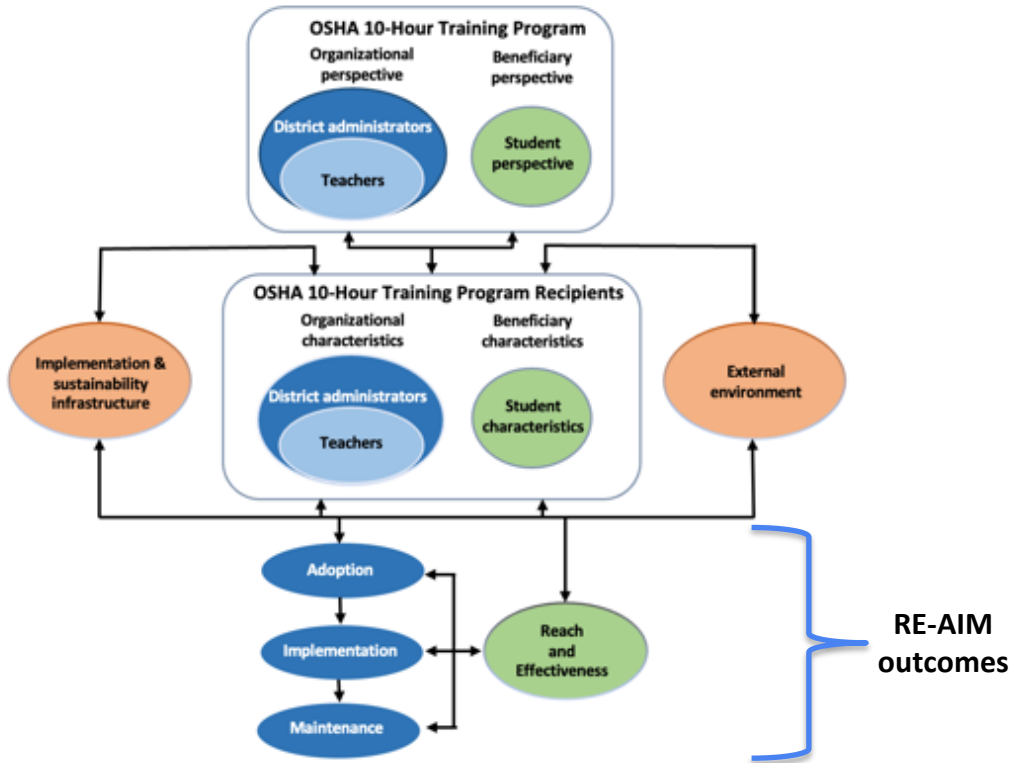 OSHA 10-Hour Training Program
Organizational
perspective
Beneficiary
perspective
District administrators
Teachers
Student
perspective
OSHA 10-Hour Training Program Recipients
Organizational
characteristics
Beneficiary
characteristics
District administrators
Teachers
Student
characteristics
Implementation &
sustainability
infrastructure
External
environment
Adoption
Implementation
Maintenance
Reach
and
Effectiveness
RE-AIM
outcomes